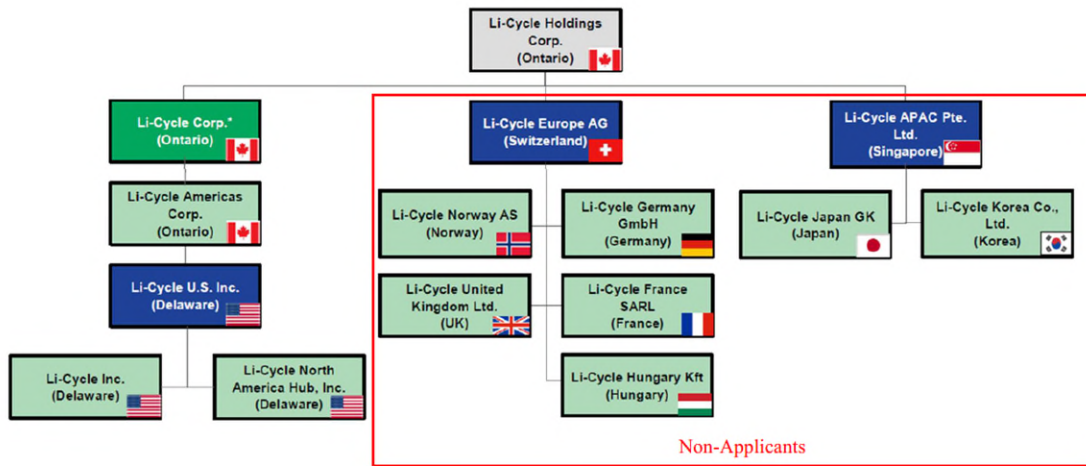 Li-Cycle Holdings
Corp.
(Ontario)
Li-Cycle Corp.*
(Ontario)
Li-Cycle Europe AG
(Switzerland)
Li-Cycle APAC Pte.
Ltd.
(Singapore)
Li-Cycle Americas
Corp.
(Ontario)
Li-Cycle Norway AS
(Norway)
Li-Cycle Germany
GmbH
(Germany)
Li-Cycle Japan GK
(Japan)
Li-Cycle Korea Co.,
Ltd.
(Korea)
Li-Cycle U.S. Inc.
(Delaware)
Li-Cycle United
Kingdom Ltd.
(UK)
Li-Cycle France
SARL
(France)
Li-Cycle Inc.
(Delaware)
Li-Cycle North
America Hub, Inc.
(Delaware)
Li-Cycle Hungary Kft
(Hungary)
Non-Applicants